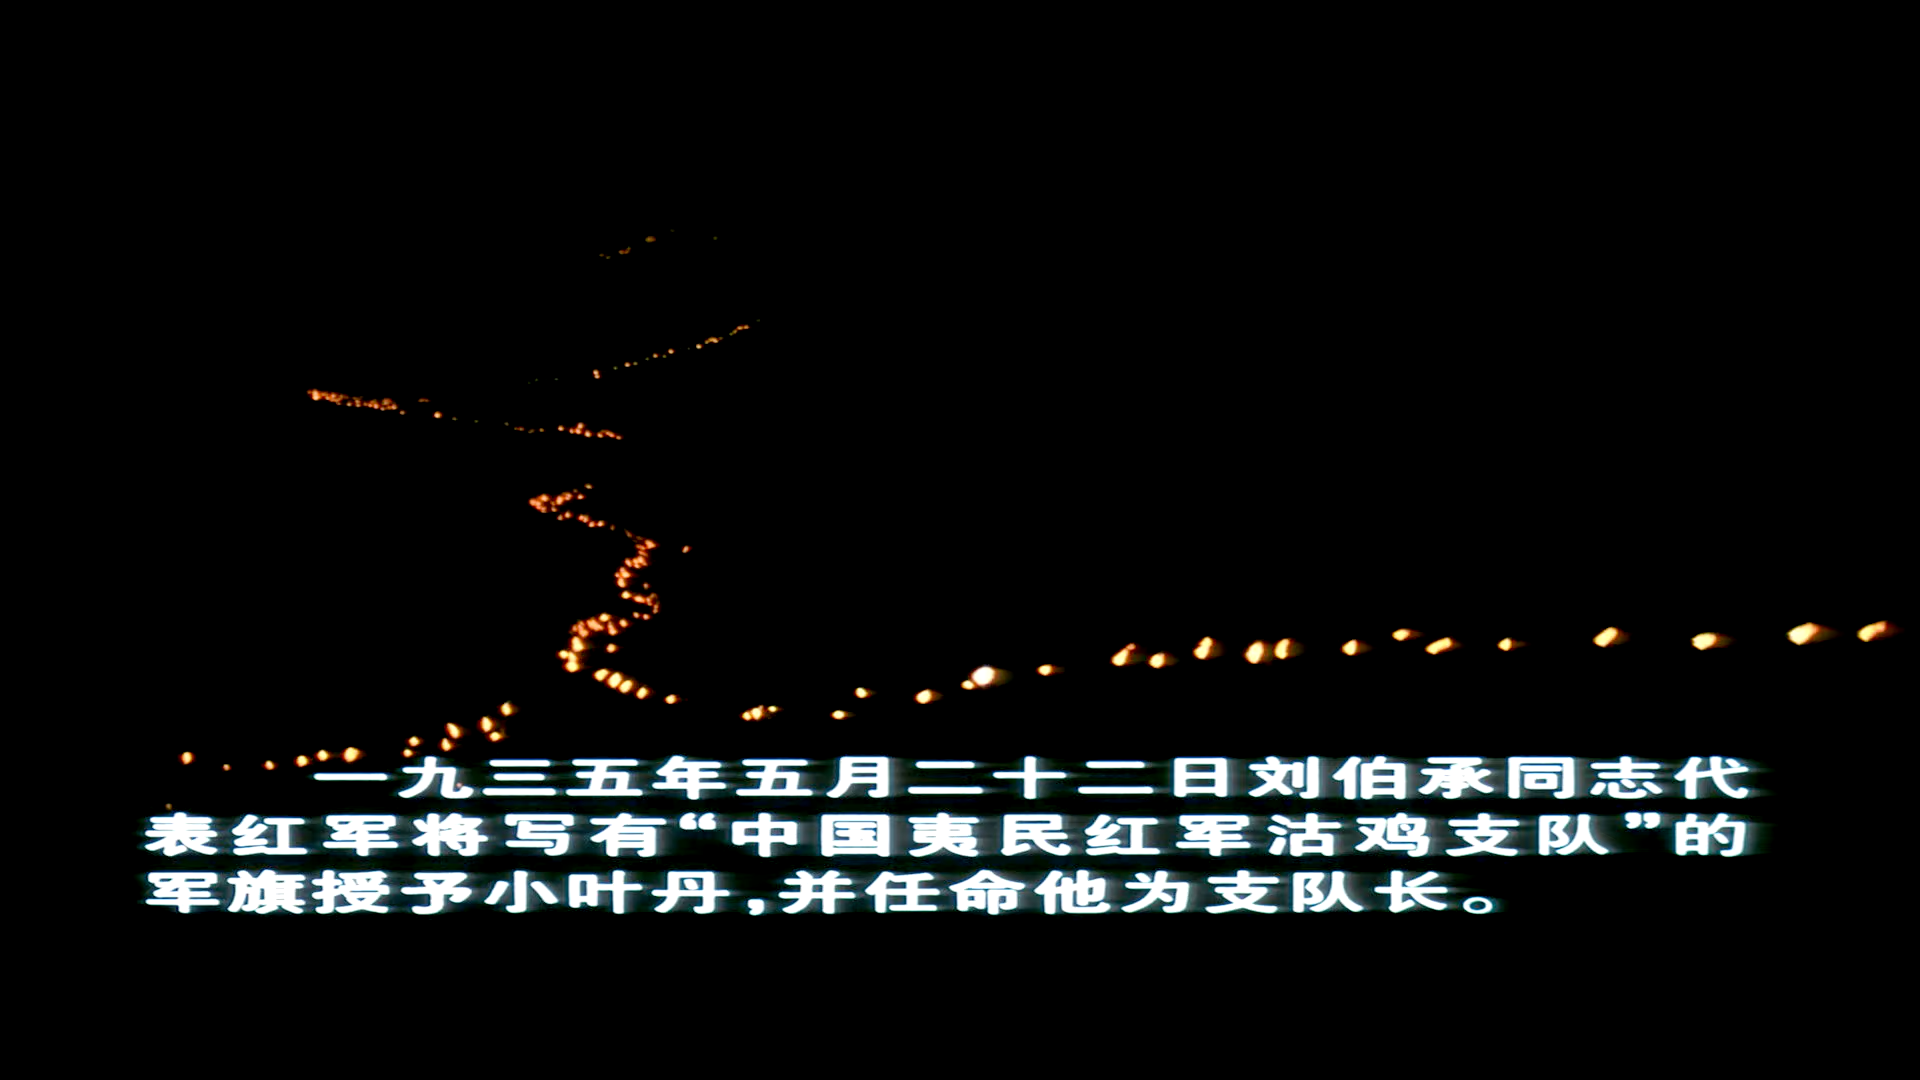 一九三五年五月二十二日刘伯承同志代
表红军将写有“中国夷民红军沽鸡支队”的
军旗授予小叶丹,并任命他为支队长。